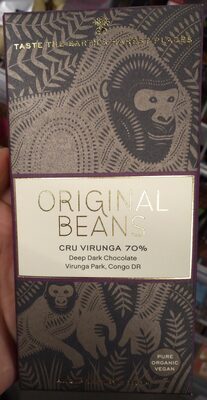 TASTE THE EARTH'S RAREST PLACES
ORIGINAL
BEANS
CRU VIRUNGA 70%
Deep Dark Chocolate
Virunga Park, Congo DR
PURE
ORGANIC
VEGAN